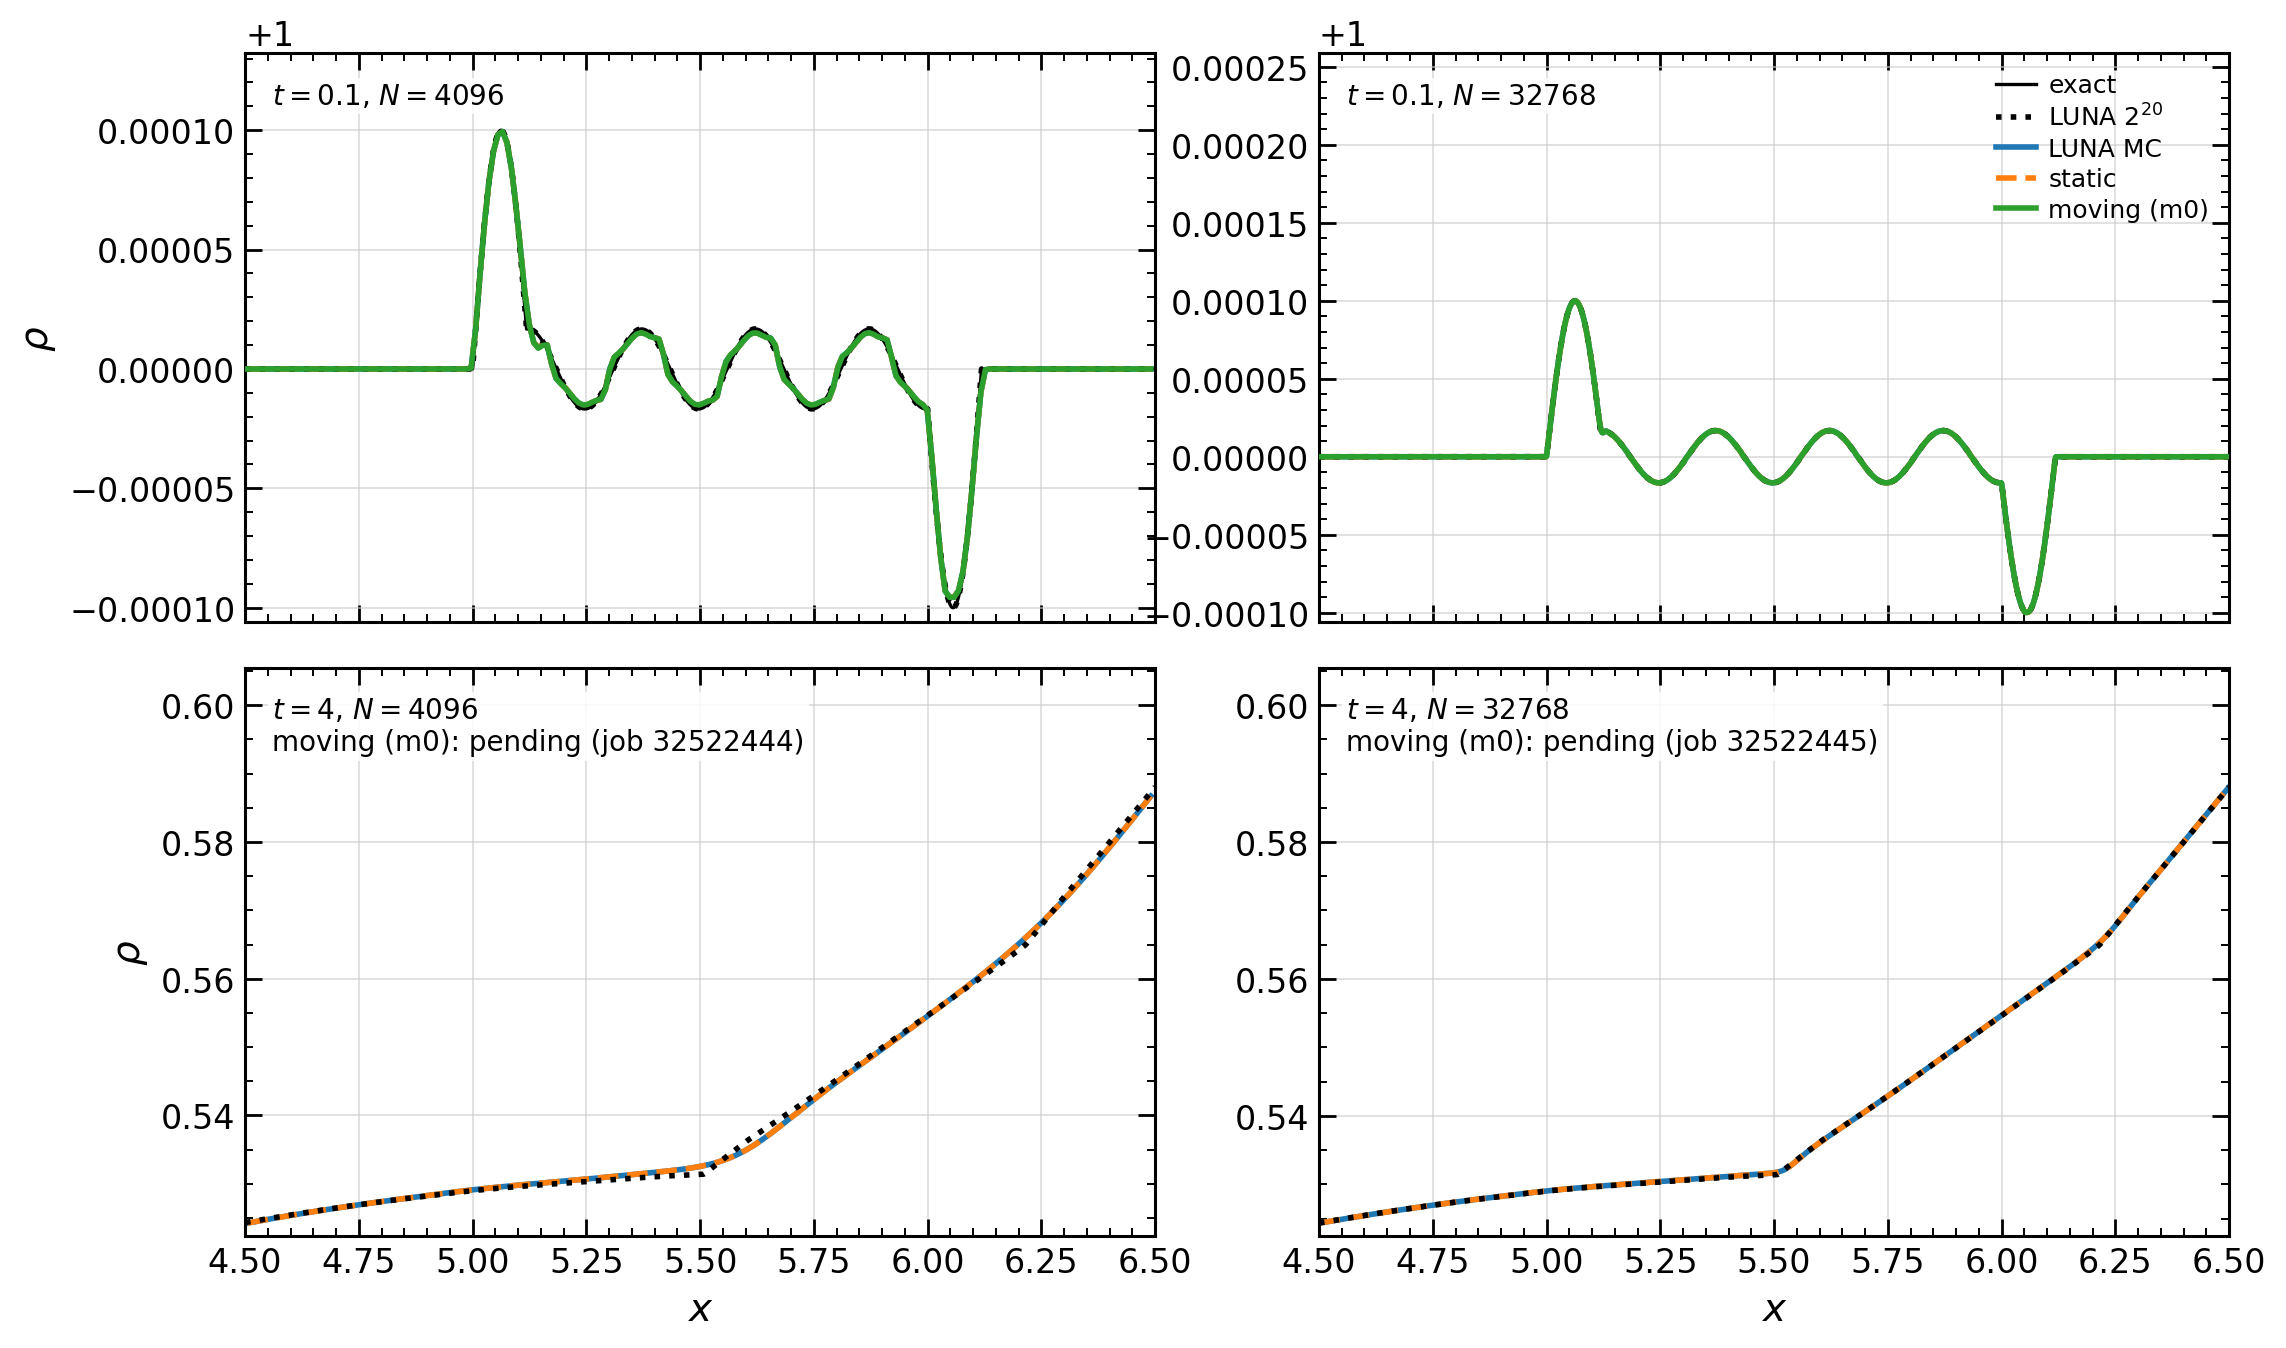 +1
t = 0.1, N = 4096
0.00010
0.00005
0.00000
−0.00005
−0.00010
ρ
+1
t = 0.1, N = 32768
exact
LUNA 2^20
LUNA MC
static
moving (m0)
0.00025
0.00020
0.00015
0.00010
0.00005
0.00000
−0.00005
−0.00010
t = 4, N = 4096
moving (m0): pending (job 32522444)
0.60
0.58
0.56
0.54
ρ
4.50 4.75 5.00 5.25 5.50 5.75 6.00 6.25 6.50
x
t = 4, N = 32768
moving (m0): pending (job 32522445)
0.60
0.58
0.56
0.54
4.50 4.75 5.00 5.25 5.50 5.75 6.00 6.25 6.50
x